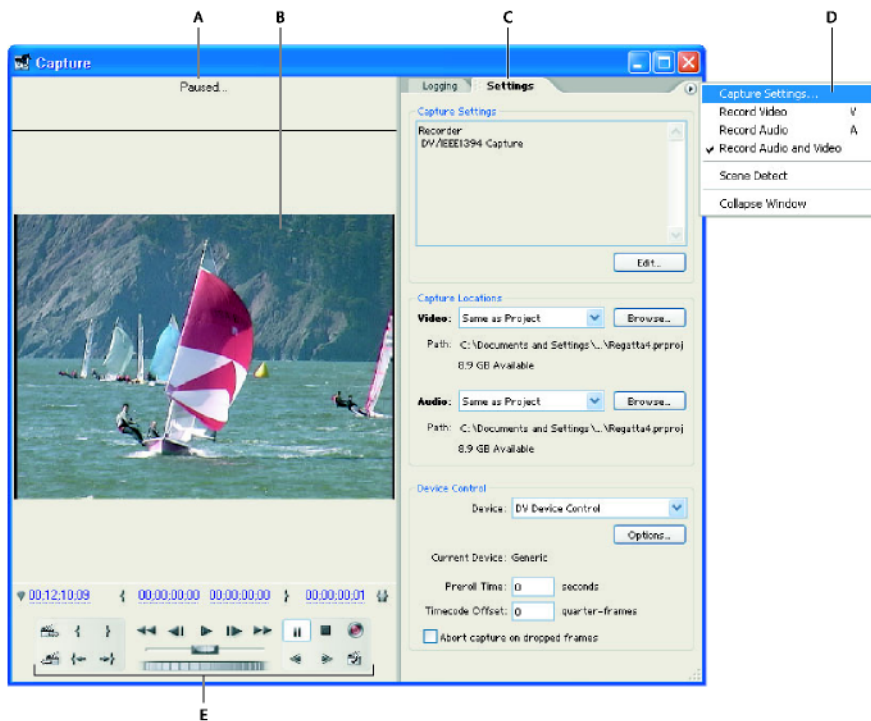 A B C D
Capture
Paused...
Logging Settings
Capture Settings
Recorder
DV/IEEE1394 Capture
Edit...
Capture Locations
Video: Same as Project Browse...
Path: C:\Documents and Settings\...\Regatta4.prproj
8.9 GB Available
Audio: Same as Project Browse...
Path: C:\Documents and Settings\...\Regatta4.prproj
8.9 GB Available
Device Control
Device: DV Device Control
Options...
Current Device: Generic
Preroll Time: 0 seconds
Timecode Offset: 0 quarter-frames
Abort capture on dropped frames
Capture Settings...
Record Video V
Record Audio A
Record Audio and Video
Scene Detect
Collapse Window
00;12;10;09 { 00;00;00;00 00;00;00;00 } 00;00;00;01
E